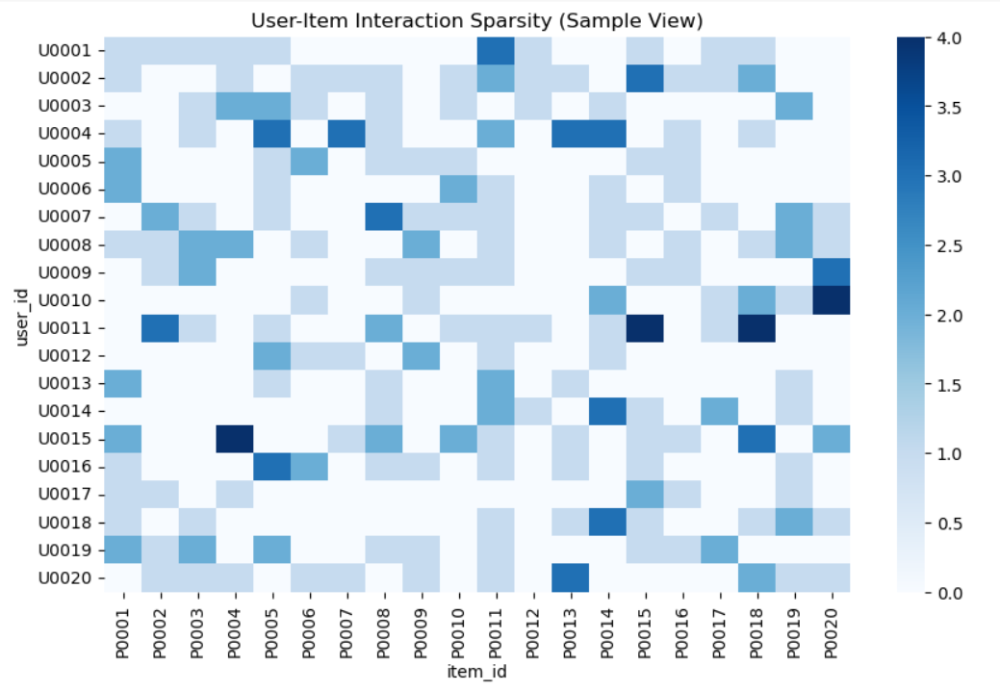 User-Item Interaction Sparsity (Sample View)
U0001
U0002
U0003
U0004
U0005
U0006
U0007
U0008
U0009
U0010
U0011
U0012
U0013
U0014
U0015
U0016
U0017
U0018
U0019
U0020
user_id
P0001 P0002 P0003 P0004 P0005 P0006 P0007 P0008 P0009 P0010 P0011 P0012 P0013 P0014 P0015 P0016 P0017 P0018 P0019 P0020
item_id
4.0
3.5
3.0
2.5
2.0
1.5
1.0
0.5
0.0